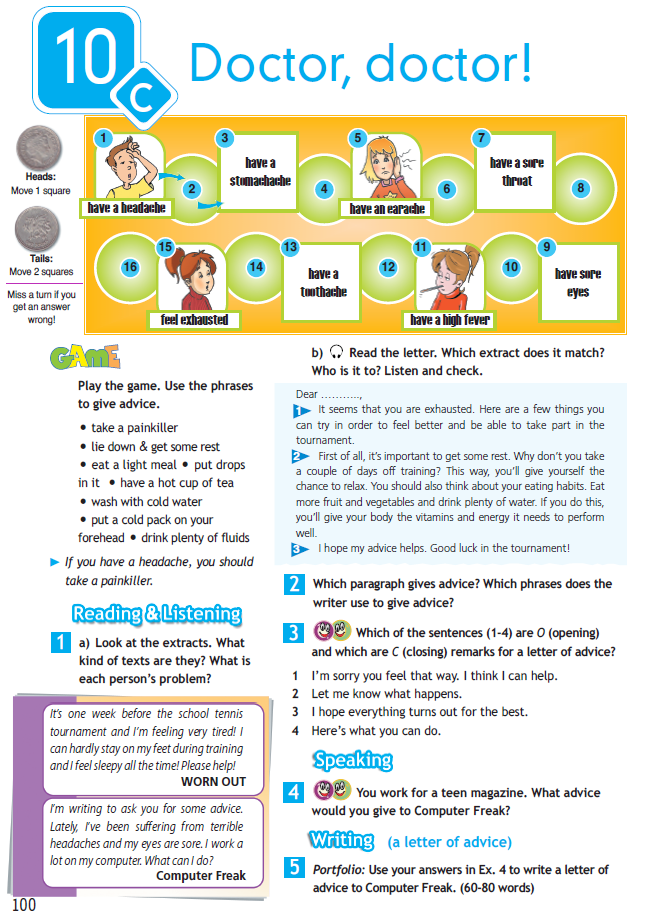 10
C
Doctor, doctor!
Heads:
Move 1 square
Tails:
Move 2 squares
Miss a turn if you
get an answer
wrong!
1
have a headache
2
3
have a
stomachache
4
5
have an earache
6
7
have a sore
throat
8
16
15
feel exhausted
14
13
have a
toothache
12
11
have a high fever
10
9
have sore
eyes
GAME
Play the game. Use the phrases
to give advice.
• take a painkiller
• lie down & get some rest
• eat a light meal • put drops
in it • have a hot cup of tea
• wash with cold water
• put a cold pack on your
forehead • drink plenty of fluids
If you have a headache, you should
take a painkiller.
Reading & Listening
1 a) Look at the extracts. What
kind of texts are they? What is
each person's problem?
It's one week before the school tennis
tournament and I'm feeling very tired! I
can hardly stay on my feet during training
and I feel sleepy all the time! Please help!
WORN OUT
I'm writing to ask you for some advice.
Lately, I've been suffering from terrible
headaches and my eyes are sore. I work a
lot on my computer. What can I do?
Computer Freak
100
b) Read the letter. Which extract does it match?
Who is it to? Listen and check.
Dear ...........,
1 It seems that you are exhausted. Here are a few things you
can try in order to feel better and be able to take part in the
tournament.
2 First of all, it's important to get some rest. Why don't you take
a couple of days off training? This way, you'll give yourself the
chance to relax. You should also think about your eating habits. Eat
more fruit and vegetables and drink plenty of water. If you do this,
you'll give your body the vitamins and energy it needs to perform
well.
3 I hope my advice helps. Good luck in the tournament!
2 Which paragraph gives advice? Which phrases does the
writer use to give advice?
3 Which of the sentences (1-4) are O (opening)
and which are C (closing) remarks for a letter of advice?
1 I'm sorry you feel that way. I think I can help.
2 Let me know what happens.
3 I hope everything turns out for the best.
4 Here's what you can do.
Speaking
4 You work for a teen magazine. What advice
would you give to Computer Freak?
Writing (a letter of advice)
5 Portfolio: Use your answers in Ex. 4 to write a letter of
advice to Computer Freak. (60-80 words)